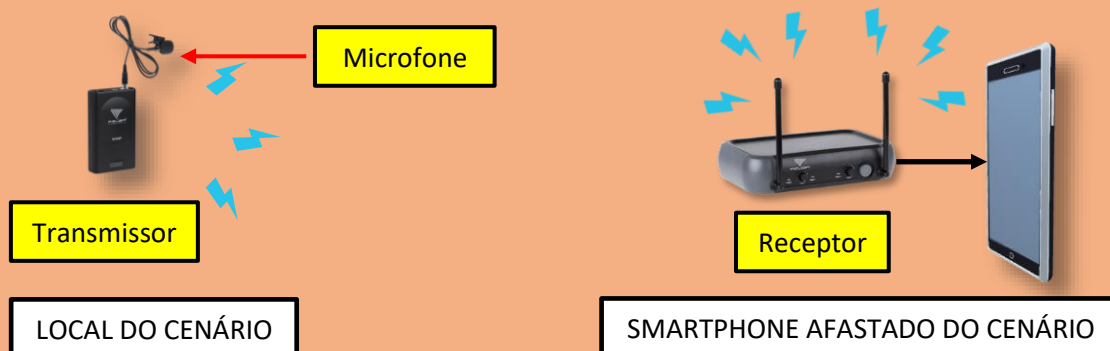 Microfone
Transmissor
Receptor
LOCAL DO CENÁRIO
SMARTPHONE AFASTADO DO CENÁRIO